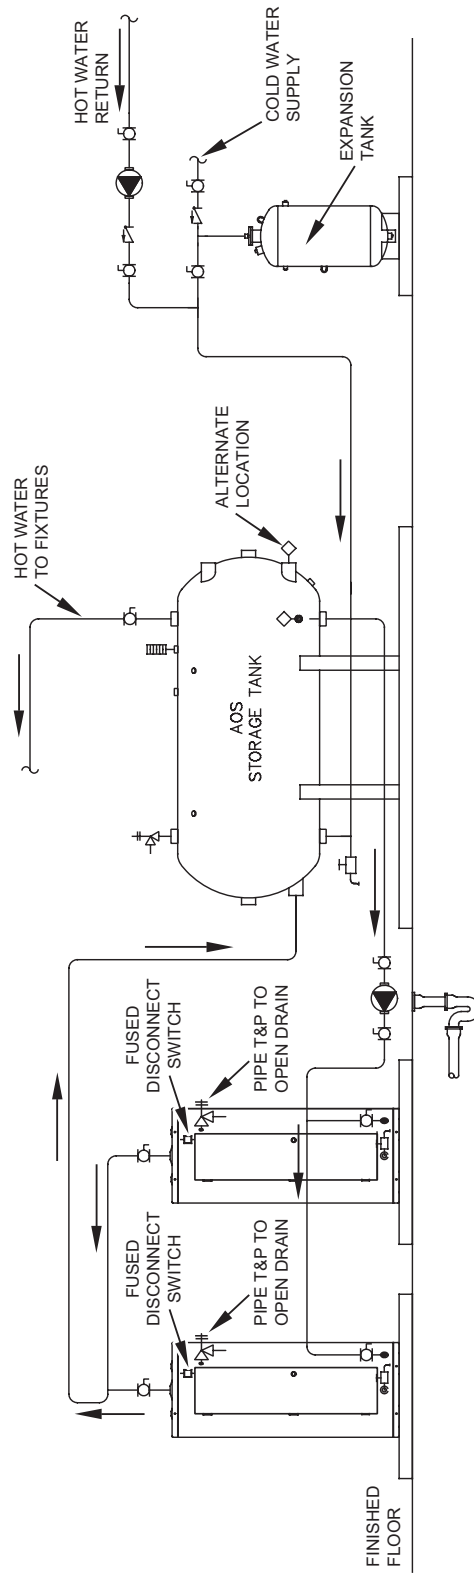 HOT WATER
TO FIXTURES
HOT WATER
RETURN
FUSED
DISCONNECT
SWITCH
FUSED
DISCONNECT
SWITCH
ALTERNATE
LOCATION
COLD WATER
SUPPLY
PIPE T&P TO
OPEN DRAIN
PIPE T&P TO
OPEN DRAIN
AOS
STORAGE TANK
EXPANSION
TANK
FINISHED
FLOOR